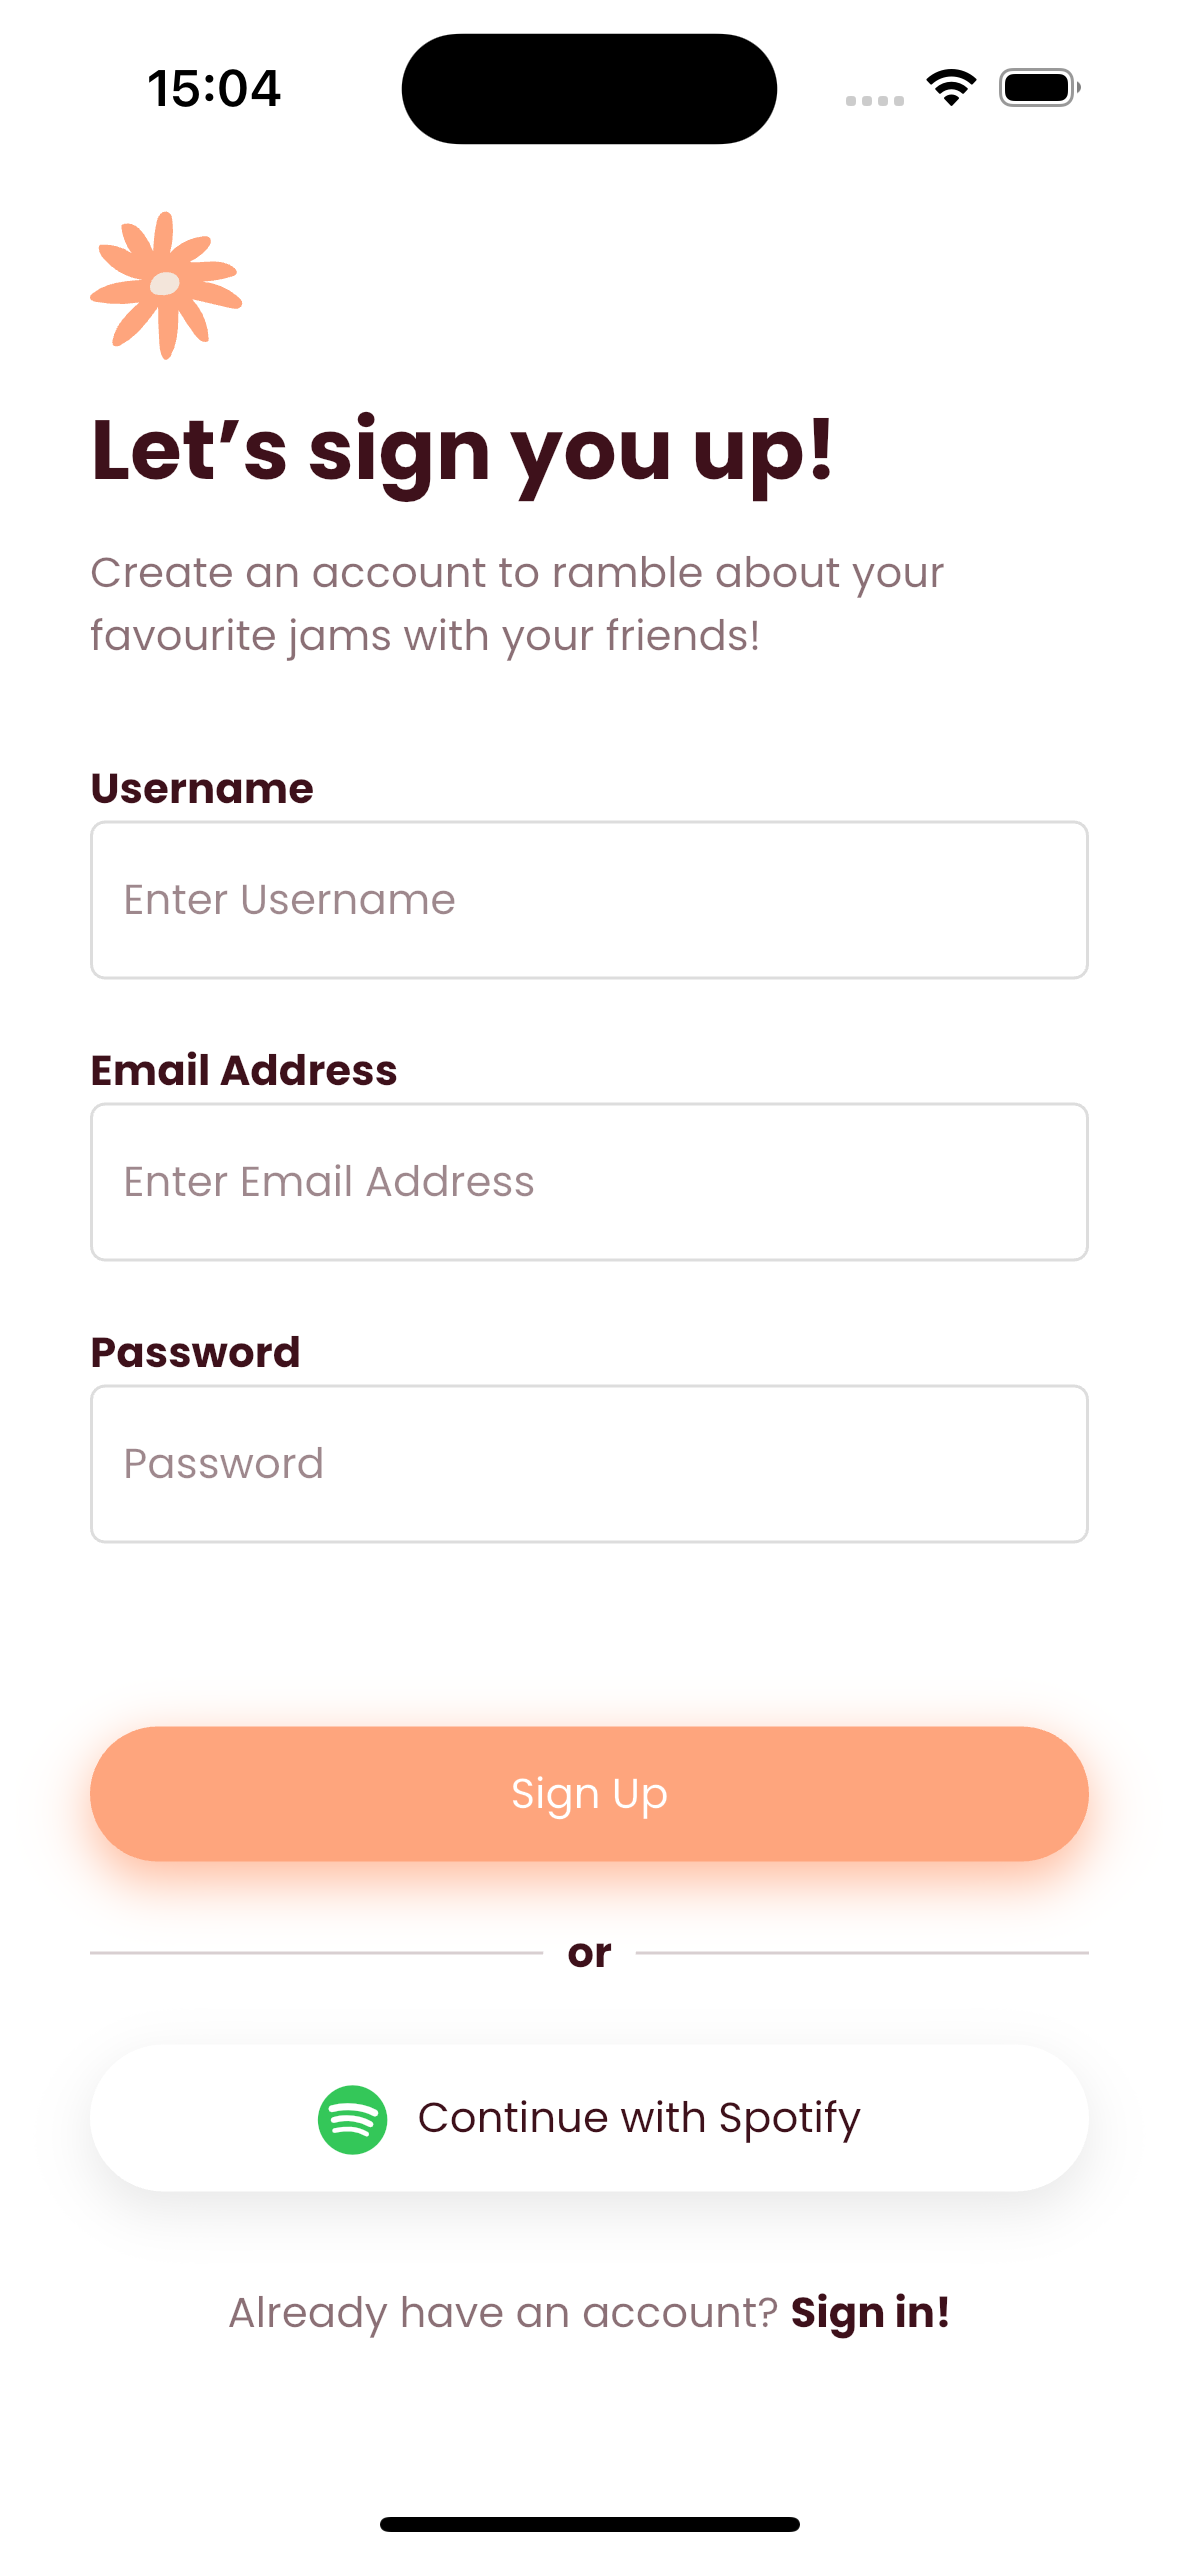 15:04
Let’s sign you up!
Create an account to ramble about your
favourite jams with your friends!
Username
Enter Username
Email Address
Enter Email Address
Password
Password
Sign Up
or
Continue with Spotify
Already have an account? Sign in!